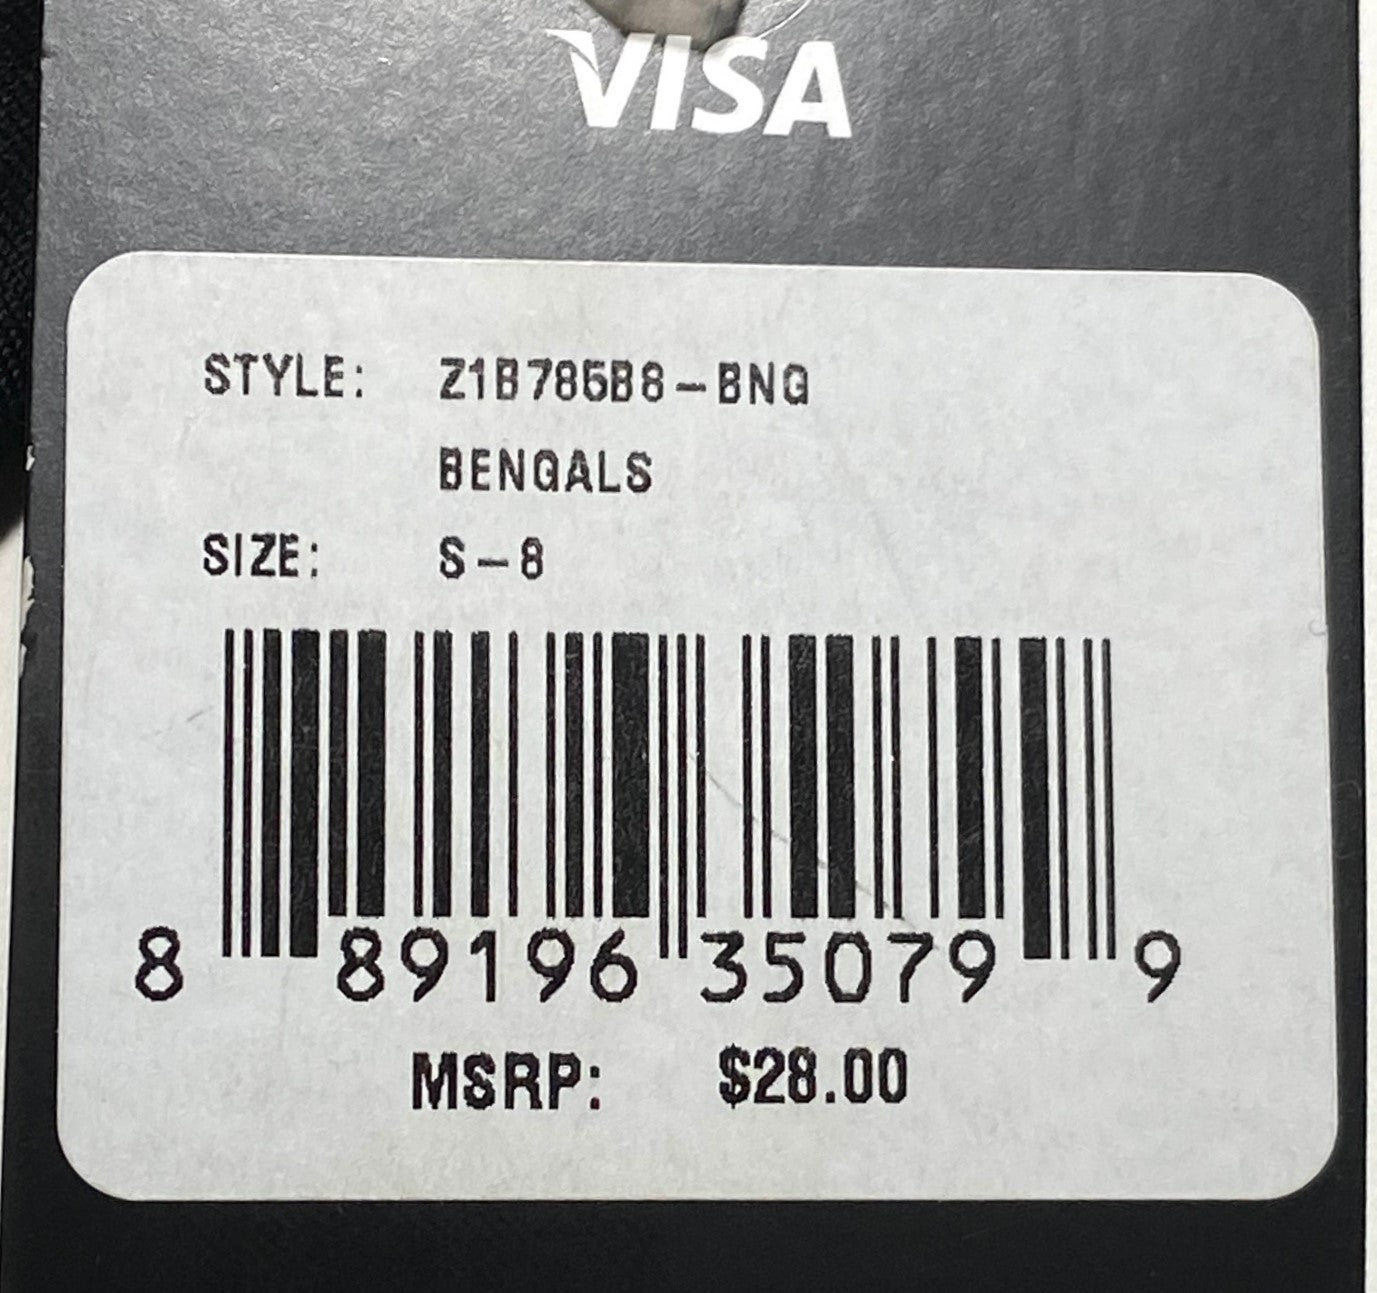 VISA
STYLE: Z1B785B8-BNG
BENGALS
SIZE: S-8
8 89196 35079 9
MSRP: $28.00